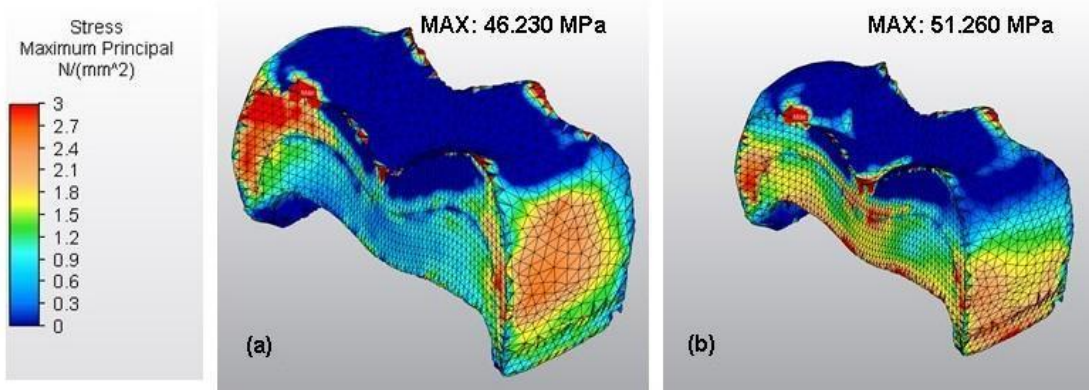 Stress
Maximum Principal
N/(mm^2)
3
2.7
2.4
2.1
1.8
1.5
1.2
0.9
0.6
0.3
0
MAX: 46.230 MPa
(a)
MAX: 51.260 MPa
(b)